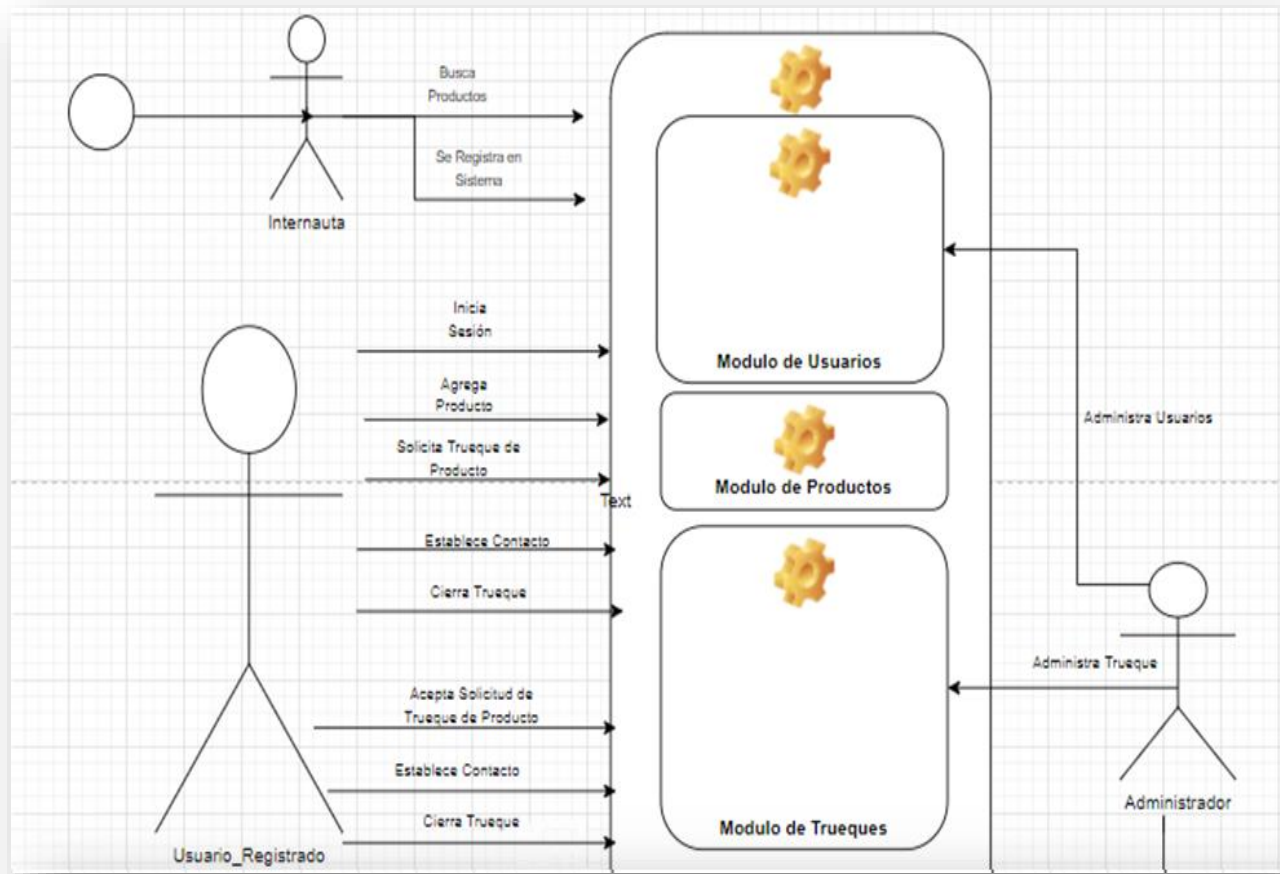 Busca
Productos
Se Registra en
Sistema
Internauta
Inicia
Sesión
Agrega
Producto
Solicita Trueque de
Producto
Text
Establece Contacto
Cierra Trueque
Acepta Solicitud de
Trueque de Producto
Establece Contacto
Cierra Trueque
Usuario_Registrado
Modulo de Usuarios
Modulo de Productos
Modulo de Trueques
Administra Usuarios
Administra Trueque
Administrador